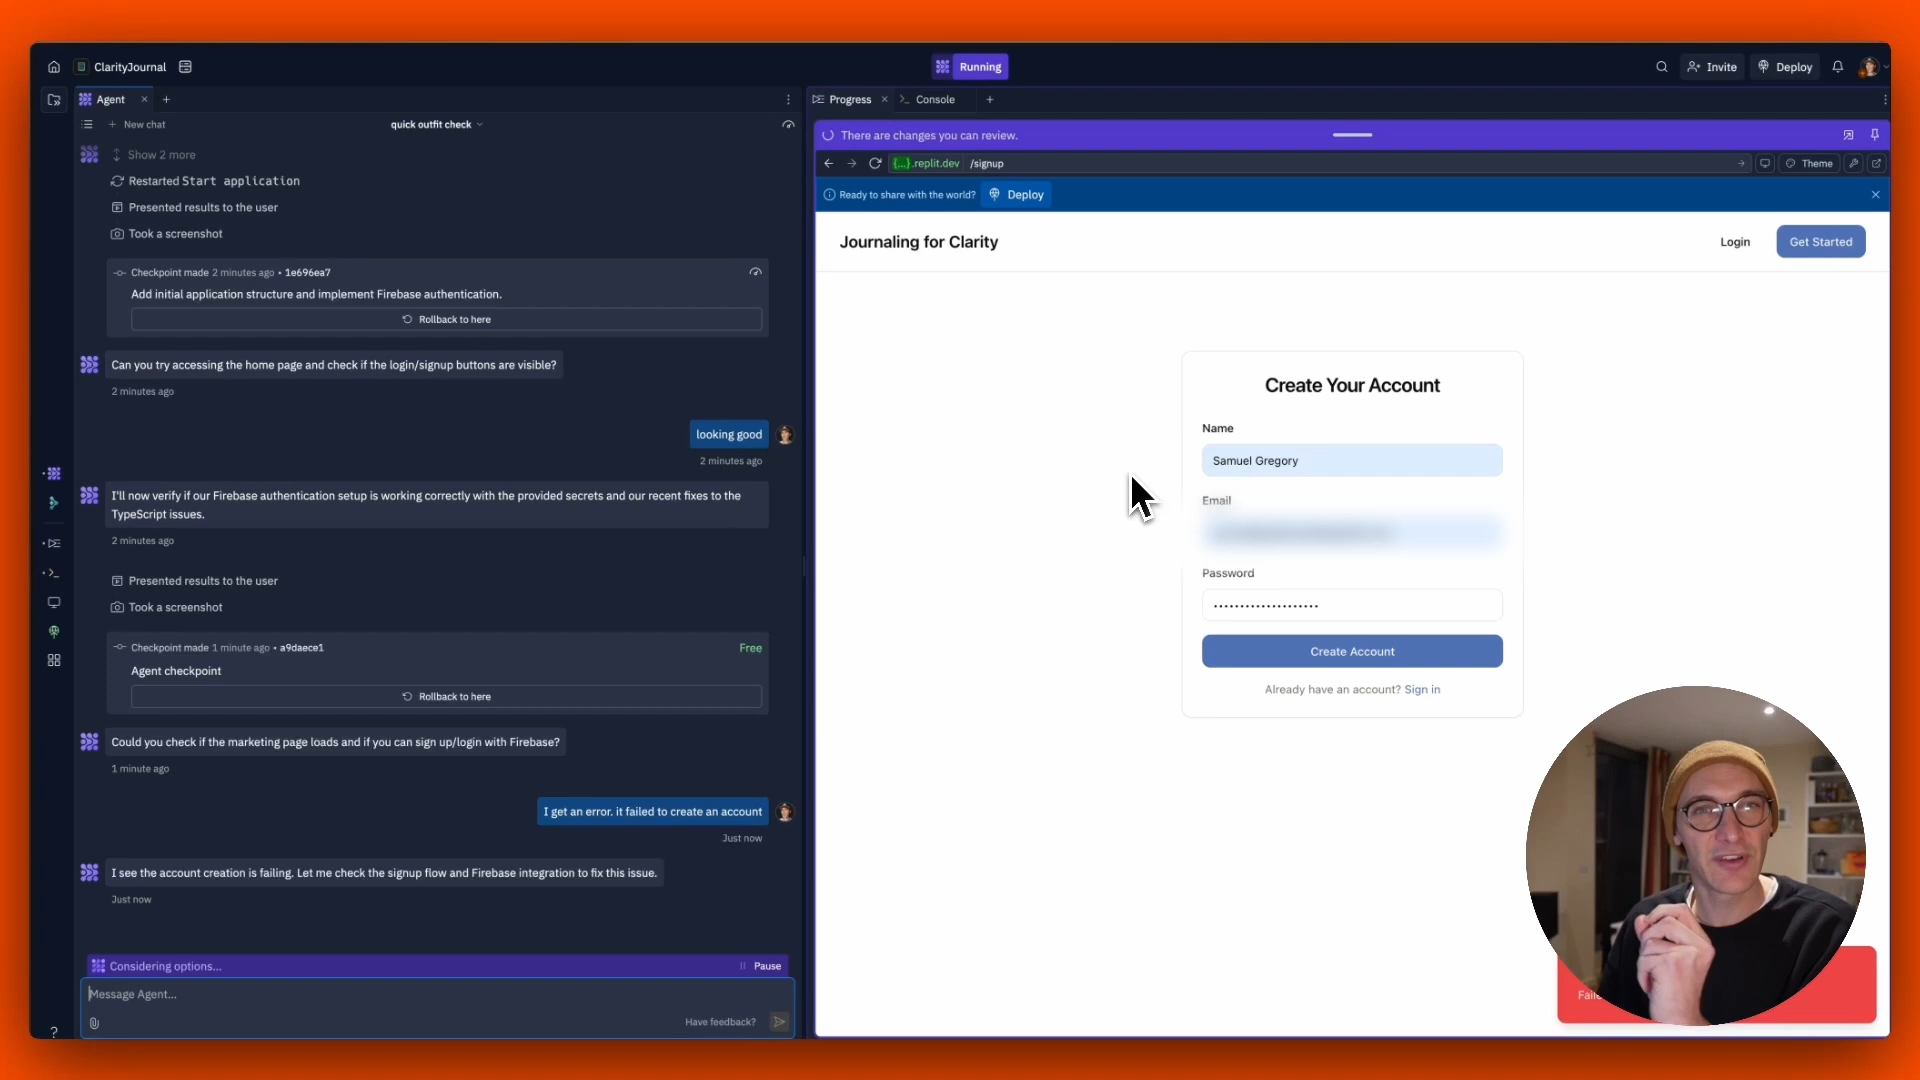 ClarityJournal
Running
Invite
Deploy
Agent
Progress
Console
New chat
quick outfit check
Show 2 more
Restarted Start application
Presented results to the user
Took a screenshot
Checkpoint made 2 minutes ago • 1e696ea7
Add initial application structure and implement Firebase authentication.
Rollback to here
Can you try accessing the home page and check if the login/signup buttons are visible?
2 minutes ago
looking good
2 minutes ago
I'll now verify if our Firebase authentication setup is working correctly with the provided secrets and our recent fixes to the
TypeScript issues.
2 minutes ago
Presented results to the user
Took a screenshot
Checkpoint made 1 minute ago • a9daece1
Free
Agent checkpoint
Rollback to here
Could you check if the marketing page loads and if you can sign up/login with Firebase?
1 minute ago
I get an error. it failed to create an account
Just now
I see the account creation is failing. Let me check the signup flow and Firebase integration to fix this issue.
Just now
Considering options...
Pause
Message Agent...
Have feedback?
?
There are changes you can review.
{...}.replit.dev /signup
Theme
Ready to share with the world?
Deploy
Journaling for Clarity
Login
Get Started
Create Your Account
Name
Samuel Gregory
Email
Password
Create Account
Already have an account? Sign in